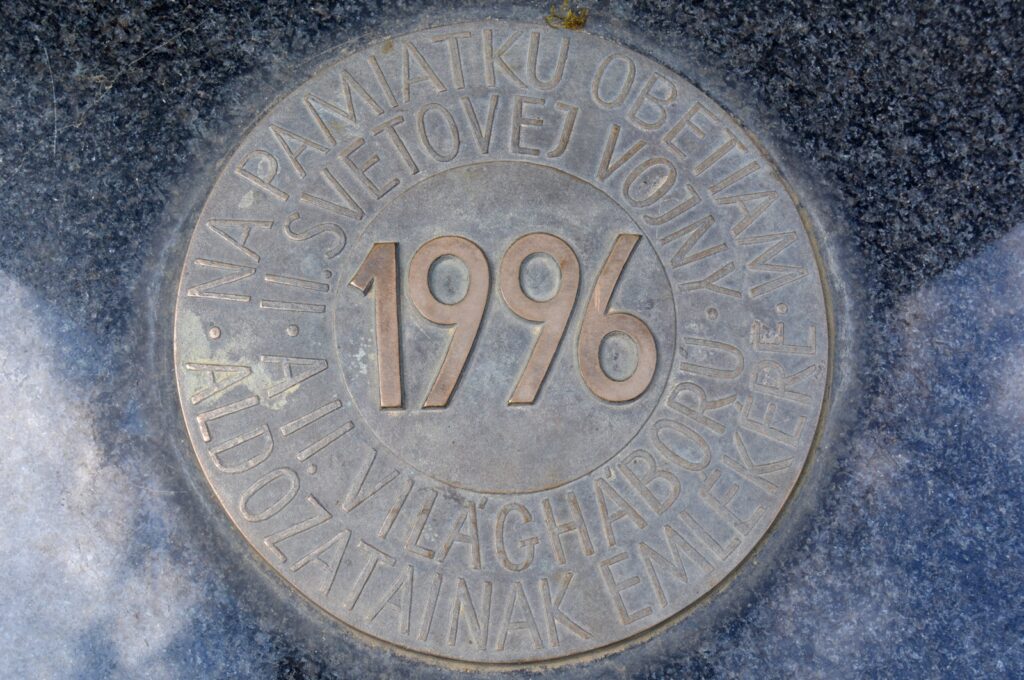 · NA PAMIATKU OBETIAM
· II. SVETOVEJ VOJNY ·
1996
A II. VILÁGHÁBORÚ
· ÁLDOZATAINAK EMLÉKÉRE ·